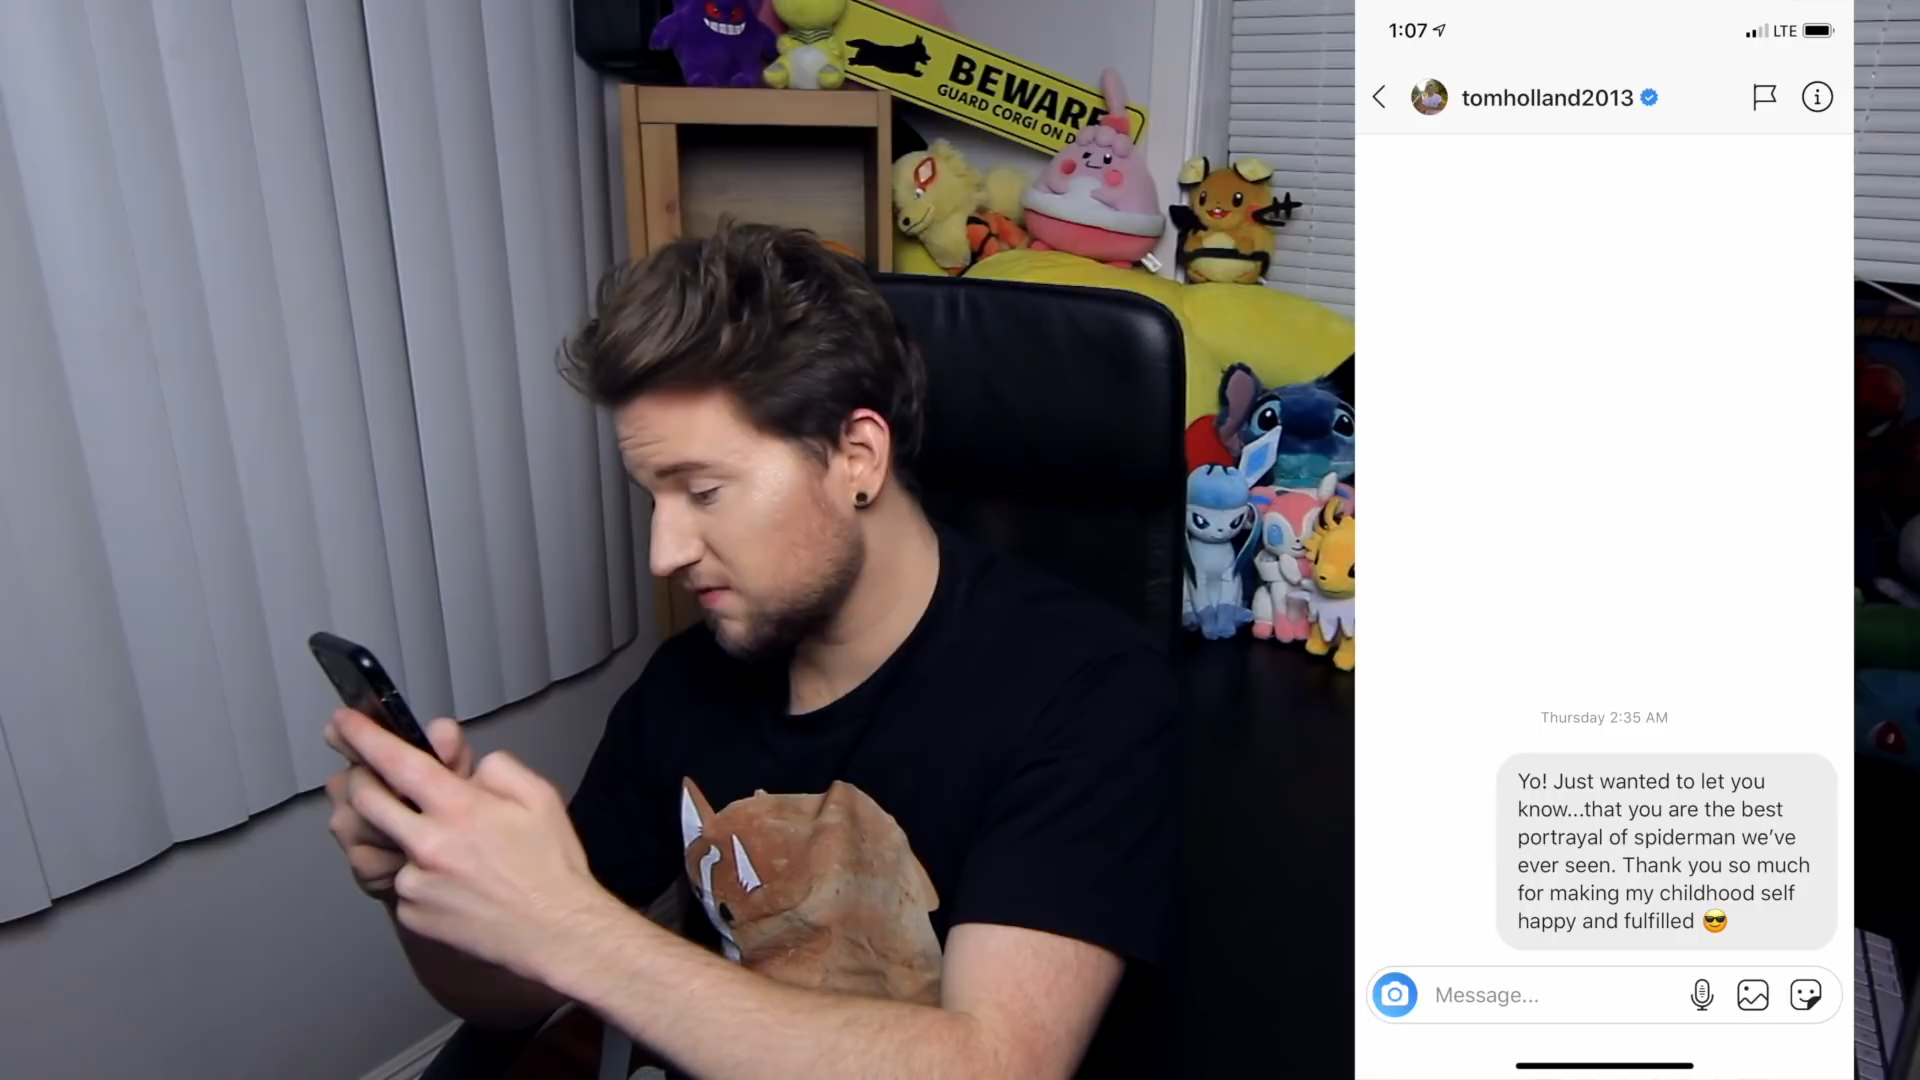 BEWARE
GUARD CORGI ON D
1:07
LTE
tomholland2013
Thursday 2:35 AM
Yo! Just wanted to let you
know...that you are the best
portrayal of spiderman we've
ever seen. Thank you so much
for making my childhood self
happy and fulfilled 😎
Message...